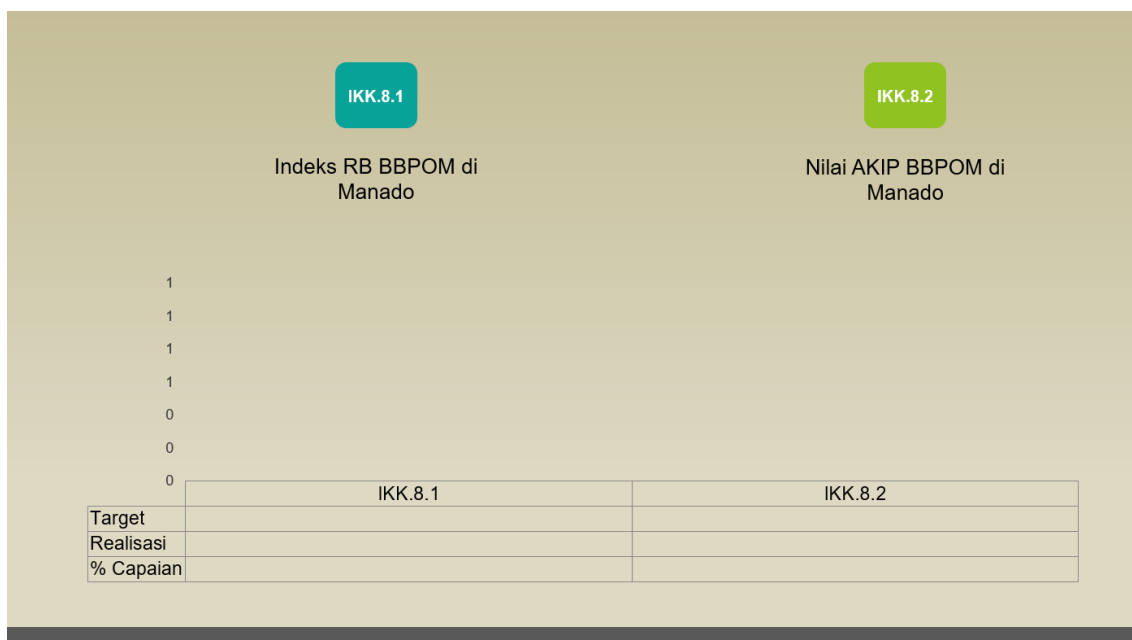 IKK.8.1
IKK.8.2
Indeks RB BBPOM di
Manado
Nilai AKIP BBPOM di
Manado
1
1
1
1
0
0
0
IKK.8.1 IKK.8.2
Target
Realisasi
% Capaian